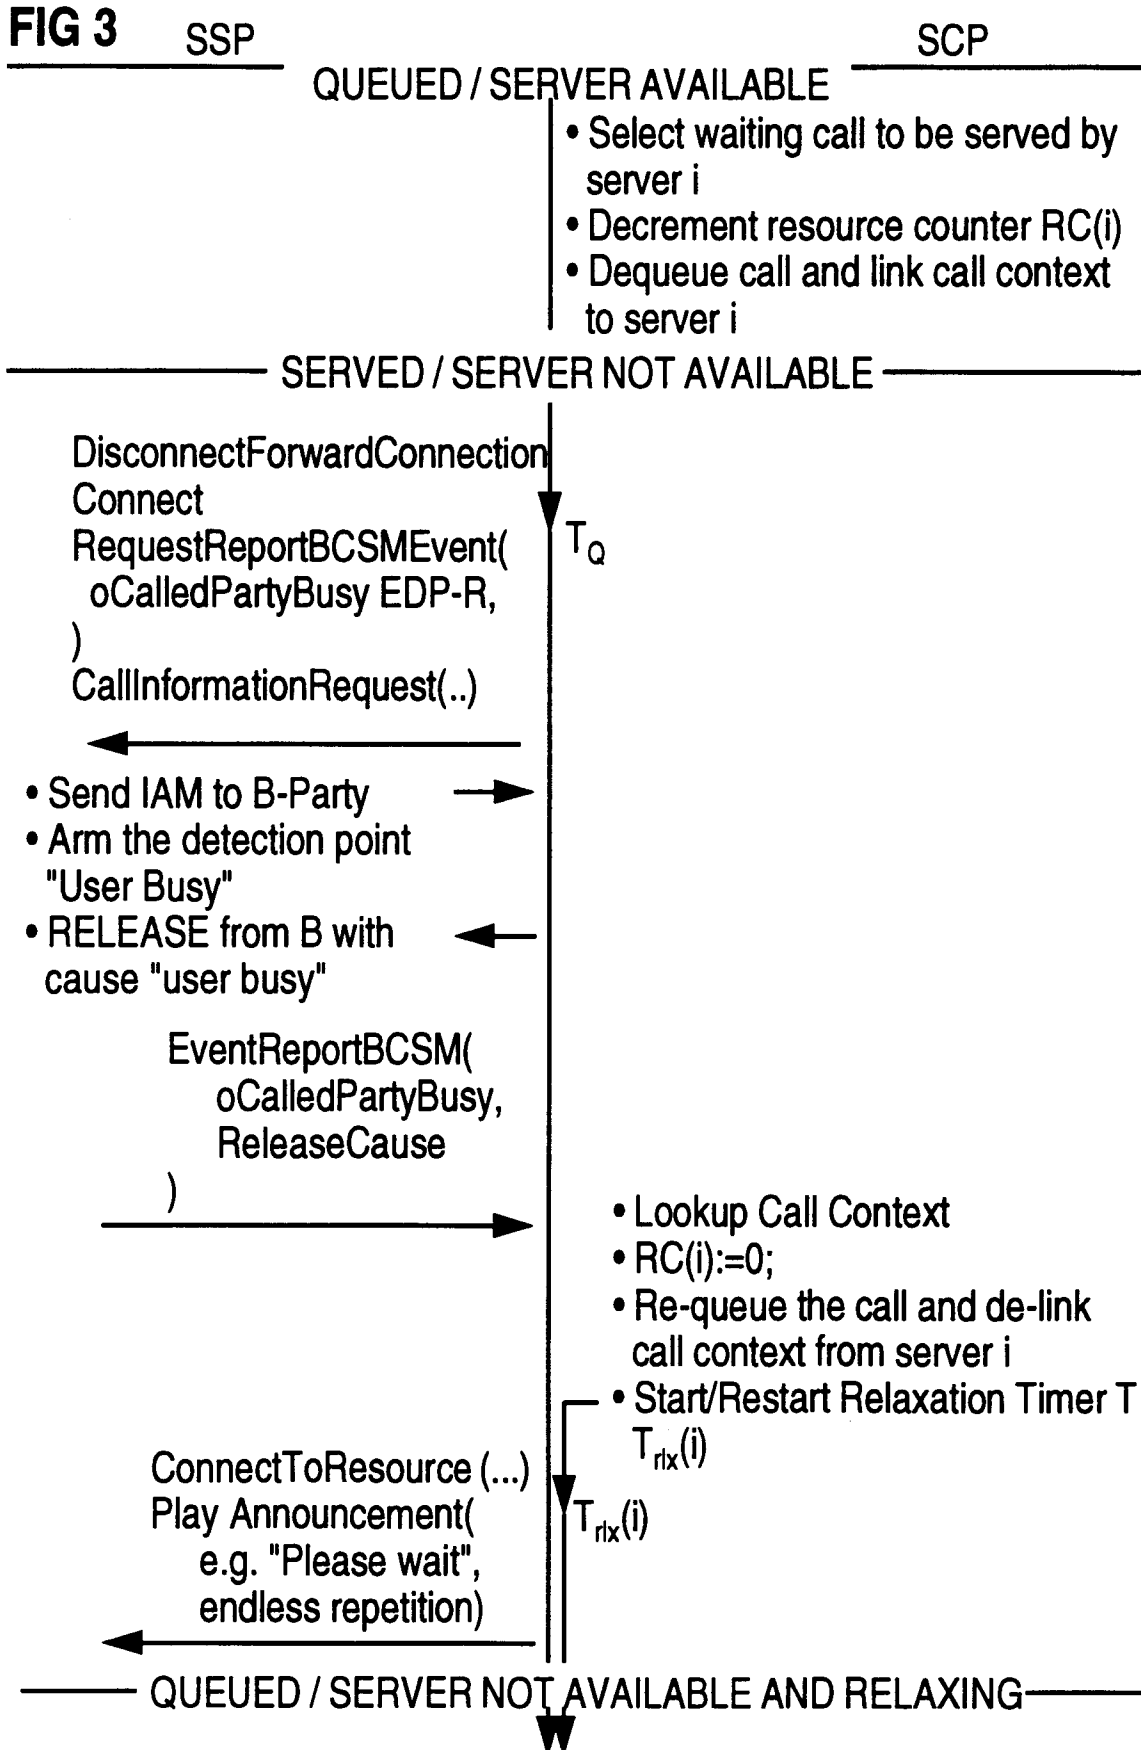 FIG 3
SSP
SCP
QUEUED / SERVER AVAILABLE
• Select waiting call to be served by
server i
• Decrement resource counter RC(i)
• Dequeue call and link call context
to server i
SERVED / SERVER NOT AVAILABLE
DisconnectForwardConnection
Connect
RequestReportBCSMEvent(
oCalledPartyBusy EDP-R,
)
CallInformationRequest(..)
TQ
• Send IAM to B-Party
• Arm the detection point
"User Busy"
• RELEASE from B with
cause "user busy"
EventReportBCSM(
oCalledPartyBusy,
ReleaseCause
)
• Lookup Call Context
• RC(i):=0;
• Re-queue the call and de-link
call context from server i
• Start/Restart Relaxation Timer T
Trlx(i)
ConnectToResource (...)
Play Announcement(
e.g. "Please wait",
endless repetition)
Trlx(i)
QUEUED / SERVER NOT AVAILABLE AND RELAXING